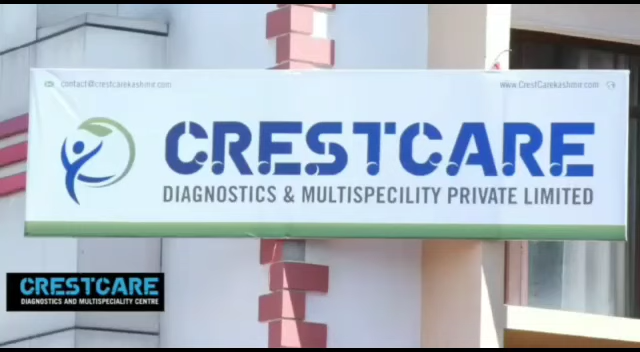 contact@crestcarekashmir.com
www.CrestCarekashmir.com
CRESTCARE
DIAGNOSTICS & MULTISPECILITY PRIVATE LIMITED
CRESTCARE
DIAGNOSTICS AND MULTISPECIALITY CENTRE